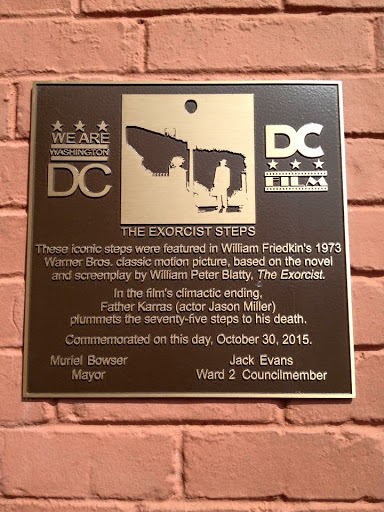 WE ARE
WASHINGTON
DC
DC
FILM
THE EXORCIST STEPS
These iconic steps were featured in William Friedkin's 1973
Warner Bros. classic motion picture, based on the novel
and screenplay by William Peter Blatty, The Exorcist.
In the film's climactic ending,
Father Karras (actor Jason Miller)
plummets the seventy-five steps to his death.
Commemorated on this day, October 30, 2015.
Muriel Bowser
Mayor
Jack Evans
Ward 2 Councilmember